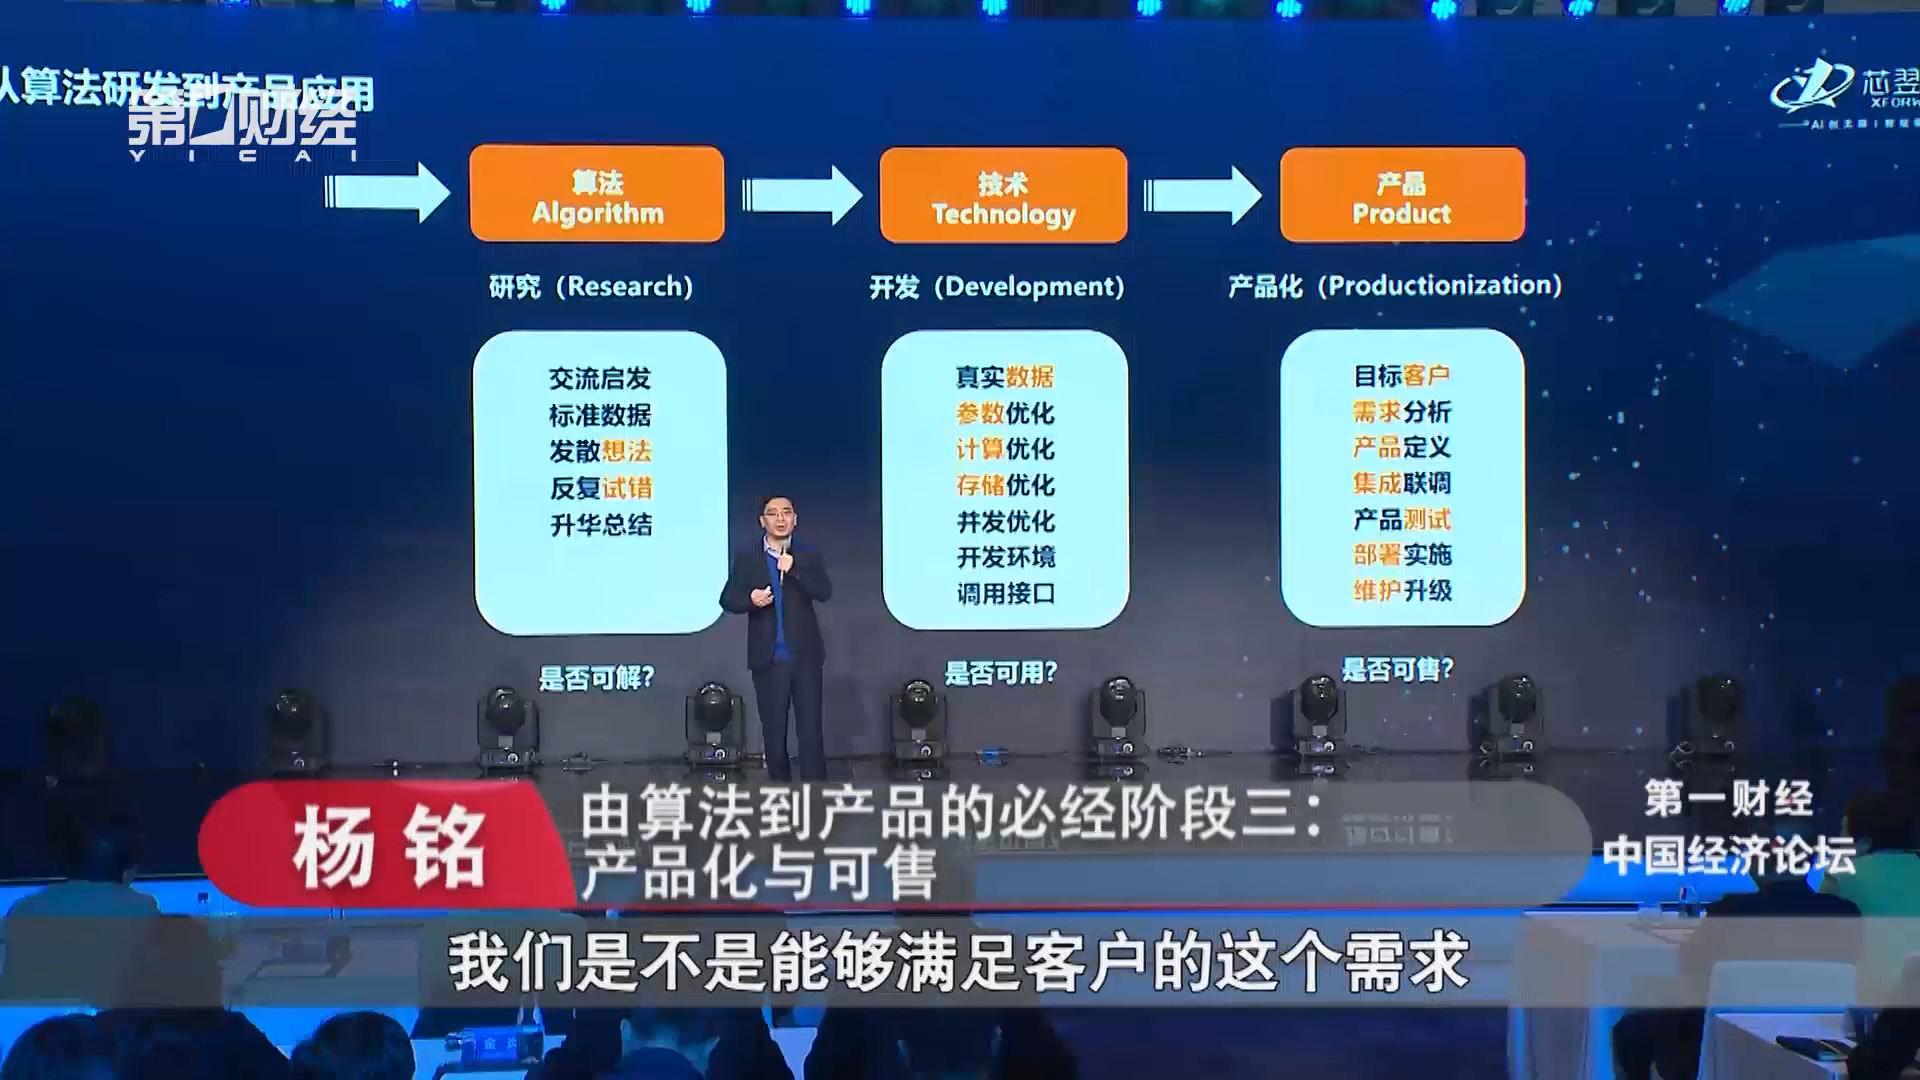 从算法研发到产品应用
第一财经
YICAI
芯翌
XFORW
算法
Algorithm
技术
Technology
产品
Product
研究（Research）
开发（Development）
产品化（Productionization）
交流启发
标准数据
发散想法
反复试错
升华总结
真实数据
参数优化
计算优化
存储优化
并发优化
开发环境
调用接口
目标客户
需求分析
产品定义
集成联调
产品测试
部署实施
维护升级
是否可解?
是否可用?
是否可售?
杨铭
由算法到产品的必经阶段三：
产品化与可售
第一财经
中国经济论坛
我们是不是能够满足客户的这个需求